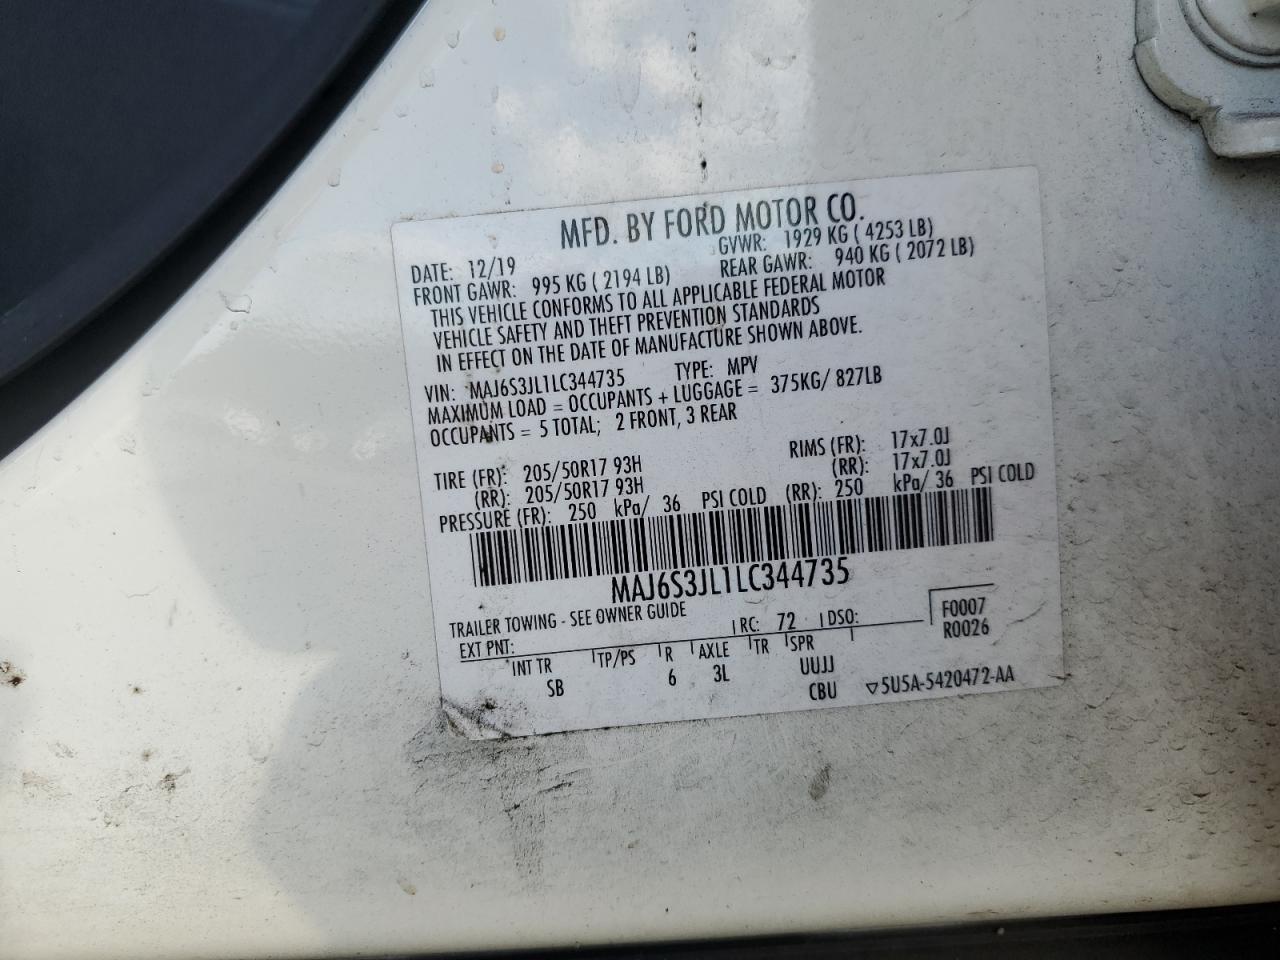 MFD. BY FORD MOTOR CO.
DATE: 12/19 GVWR: 1929 KG ( 4253 LB)
FRONT GAWR: 995 KG ( 2194 LB) REAR GAWR: 940 KG ( 2072 LB)
THIS VEHICLE CONFORMS TO ALL APPLICABLE FEDERAL MOTOR
VEHICLE SAFETY AND THEFT PREVENTION STANDARDS
IN EFFECT ON THE DATE OF MANUFACTURE SHOWN ABOVE.
VIN: MAJ6S3JL1LC344735 TYPE: MPV
MAXIMUM LOAD = OCCUPANTS + LUGGAGE = 375KG/ 827LB
OCCUPANTS = 5 TOTAL; 2 FRONT, 3 REAR
TIRE (FR): 205/50R17 93H RIMS (FR): 17x7.0J
(RR): 205/50R17 93H (RR): 17x7.0J
PRESSURE (FR): 250 kPa/ 36 PSI COLD (RR): 250 kPa/ 36 PSI COLD
MAJ6S3JL1LC344735
TRAILER TOWING - SEE OWNER GUIDE
EXT PNT: RC: 72 DSO: F0007
R0026
INT TR TP/PS R AXLE TR SPR
SB 6 3L UUJJ
CBU ▽5U5A-5420472-AA